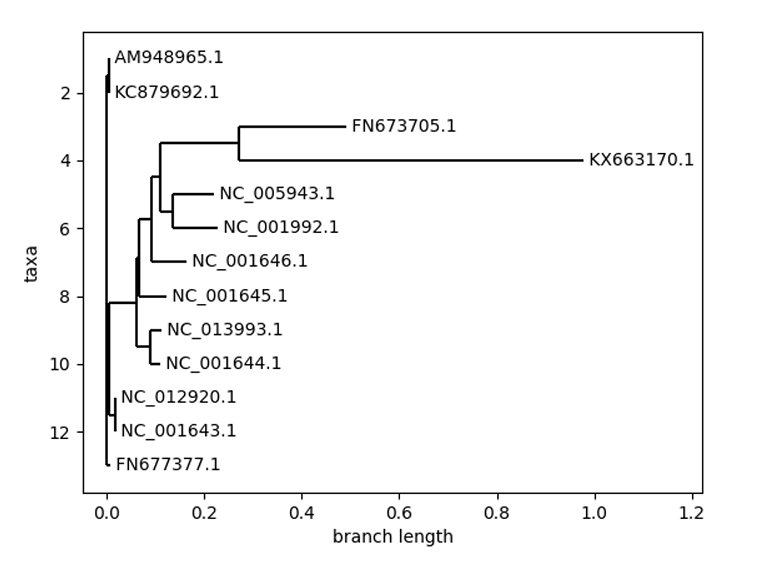 AM948965.1
2
KC879692.1
FN673705.1
4
KX663170.1
NC_005943.1
6
NC_001992.1
taxa
NC_001646.1
8
NC_001645.1
NC_013993.1
10
NC_001644.1
NC_012920.1
12
NC_001643.1
FN677377.1
0.0 0.2 0.4 0.6 0.8 1.0 1.2
branch length